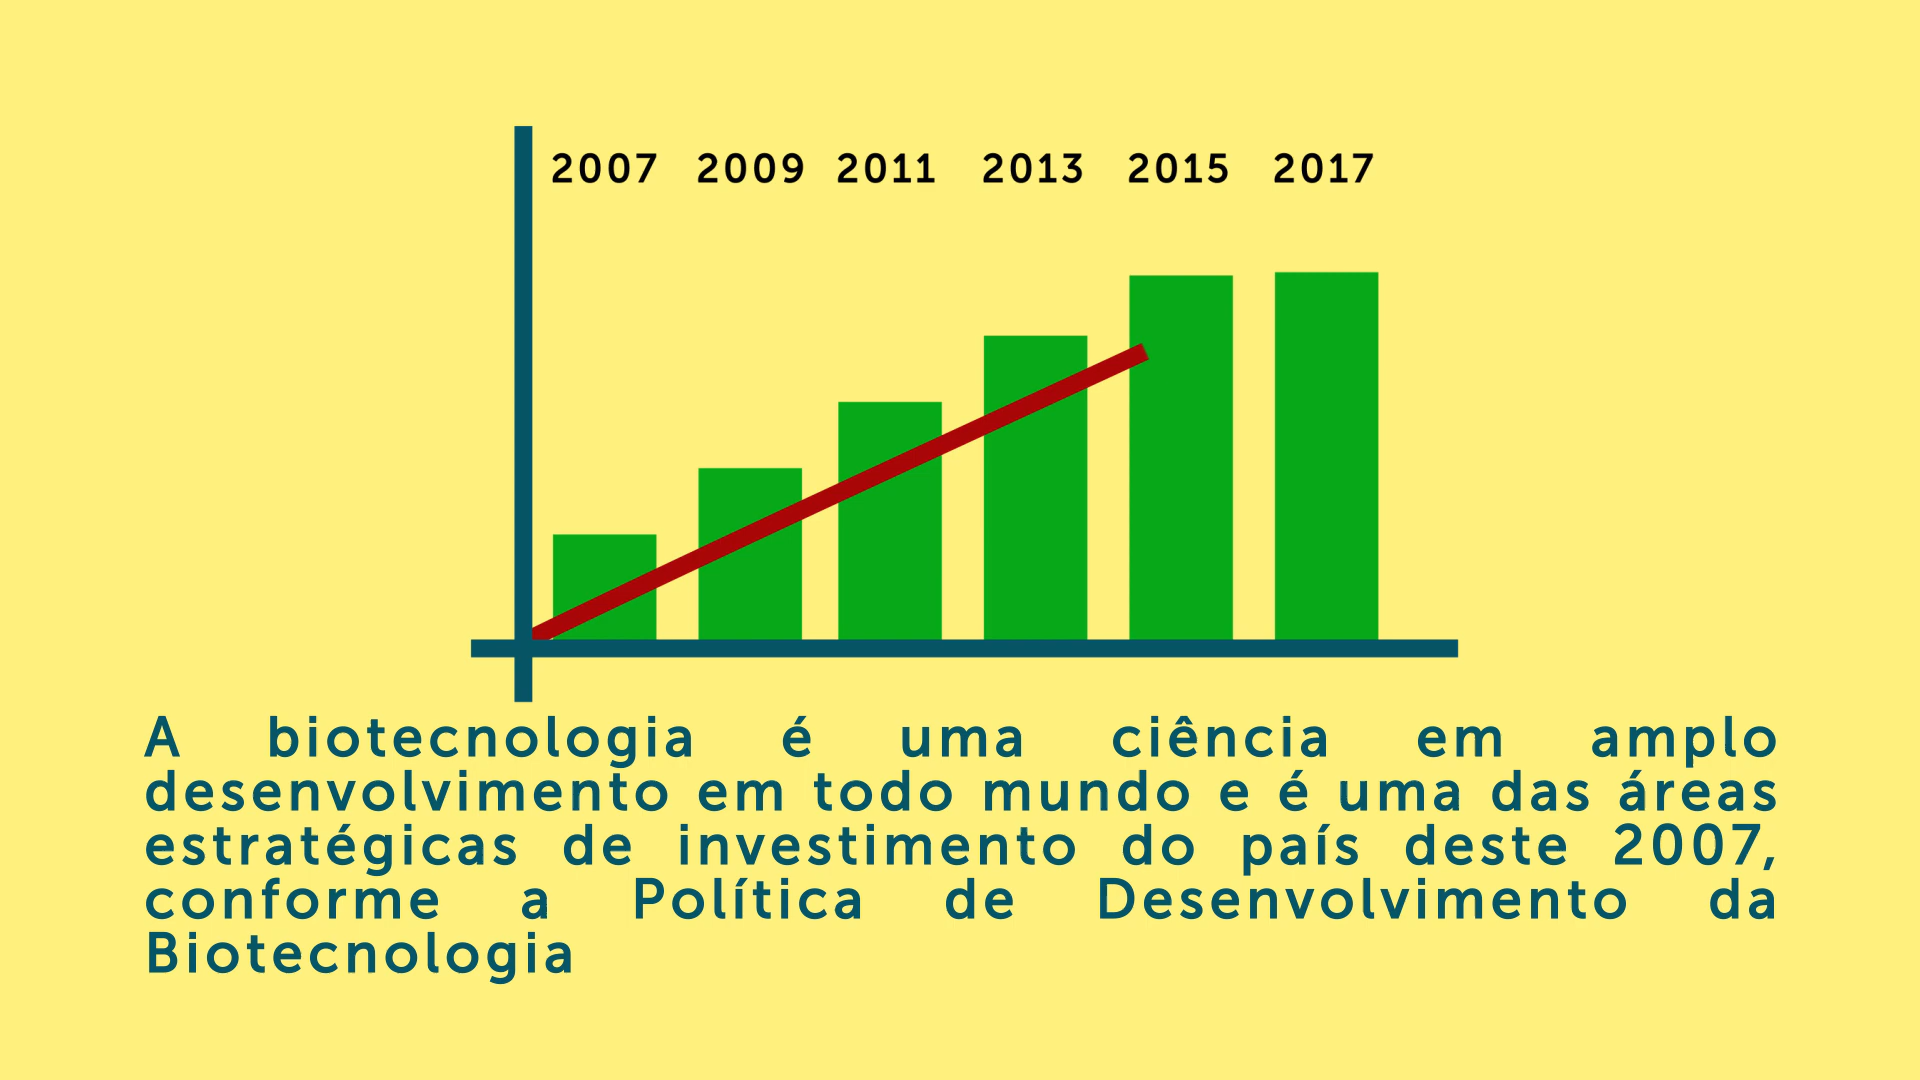 2007 2009 2011 2013 2015 2017
A biotecnologia é uma ciência em amplo
desenvolvimento em todo mundo e é uma das áreas
estratégicas de investimento do país deste 2007,
conforme a Política de Desenvolvimento da
Biotecnologia